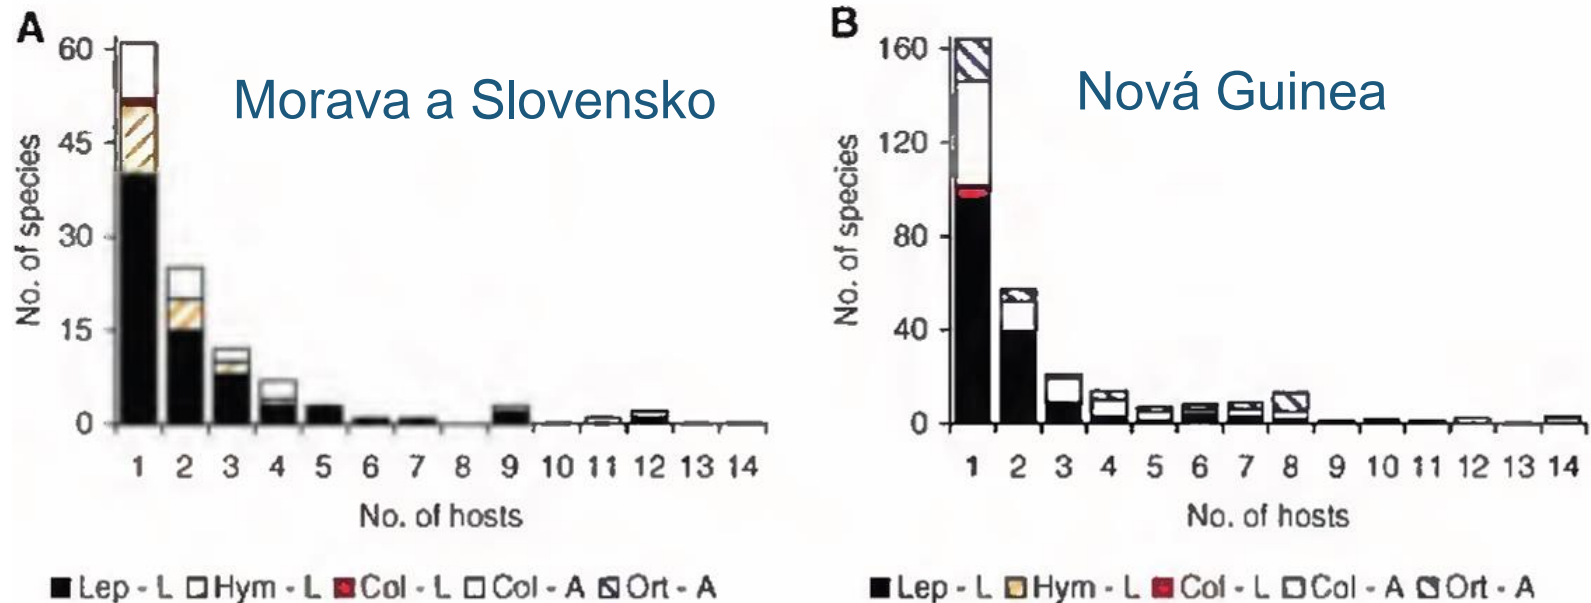 A
Morava a Slovensko
No. of species
60
45
30
15
0
1 2 3 4 5 6 7 8 9 10 11 12 13 14
No. of hosts
Lep - L Hym - L Col - L Col - A Ort - A
B
Nová Guinea
No. of species
160
120
80
40
0
1 2 3 4 5 6 7 8 9 10 11 12 13 14
No. of hosts
Lep - L Hym - L Col - L Col - A Ort - A